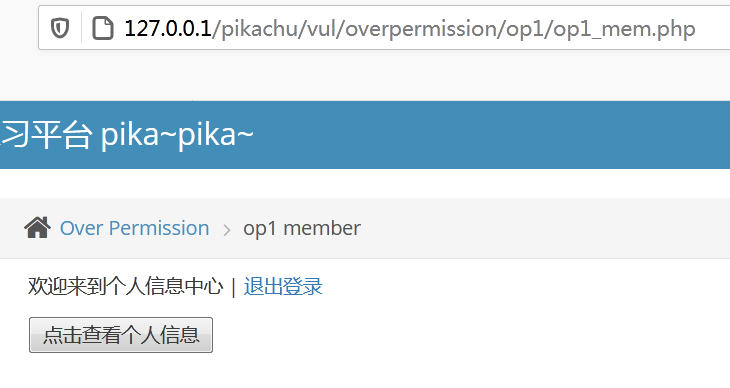 127.0.0.1/pikachu/vul/overpermission/op1/op1_mem.php
习平台 pika~pika~
Over Permission > op1 member
欢迎来到个人信息中心 | 退出登录
点击查看个人信息